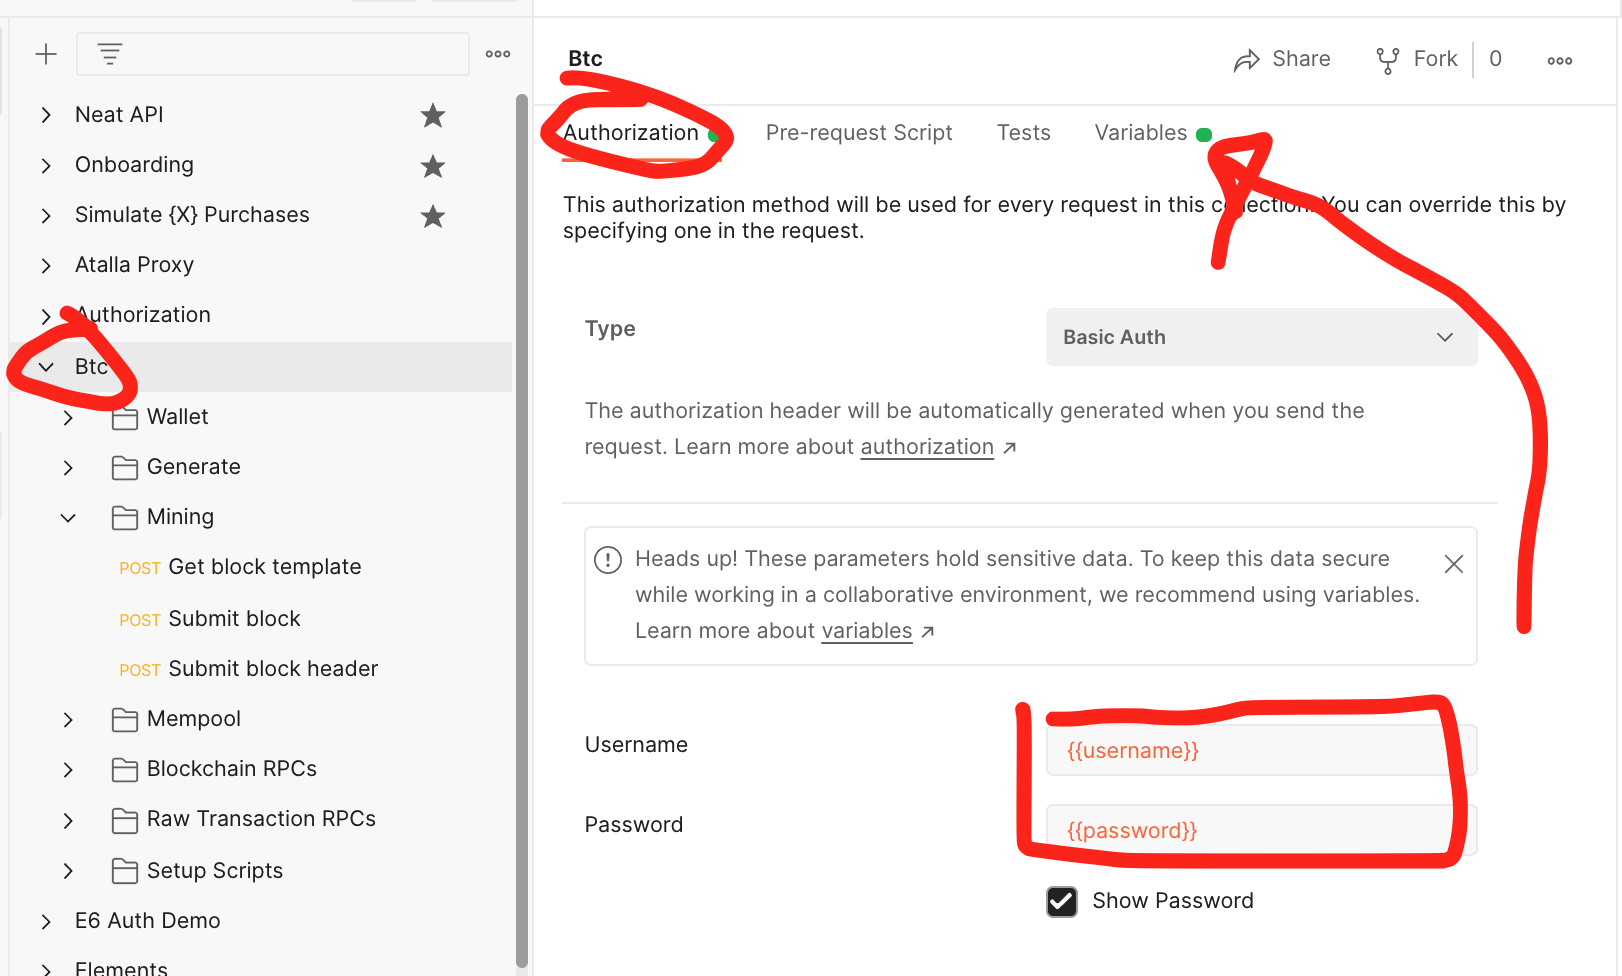 Neat API
Onboarding
Simulate {X} Purchases
Atalla Proxy
Authorization
Btc
Wallet
Generate
Mining
POST Get block template
POST Submit block
POST Submit block header
Mempool
Blockchain RPCs
Raw Transaction RPCs
Setup Scripts
E6 Auth Demo
Elements
Btc
Share
Fork
0
Authorization
Pre-request Script
Tests
Variables
This authorization method will be used for every request in this collection. You can override this by
specifying one in the request.
Type
Basic Auth
The authorization header will be automatically generated when you send the
request. Learn more about authorization ↗
Heads up! These parameters hold sensitive data. To keep this data secure
while working in a collaborative environment, we recommend using variables.
Learn more about variables ↗
Username
{{username}}
Password
{{password}}
Show Password